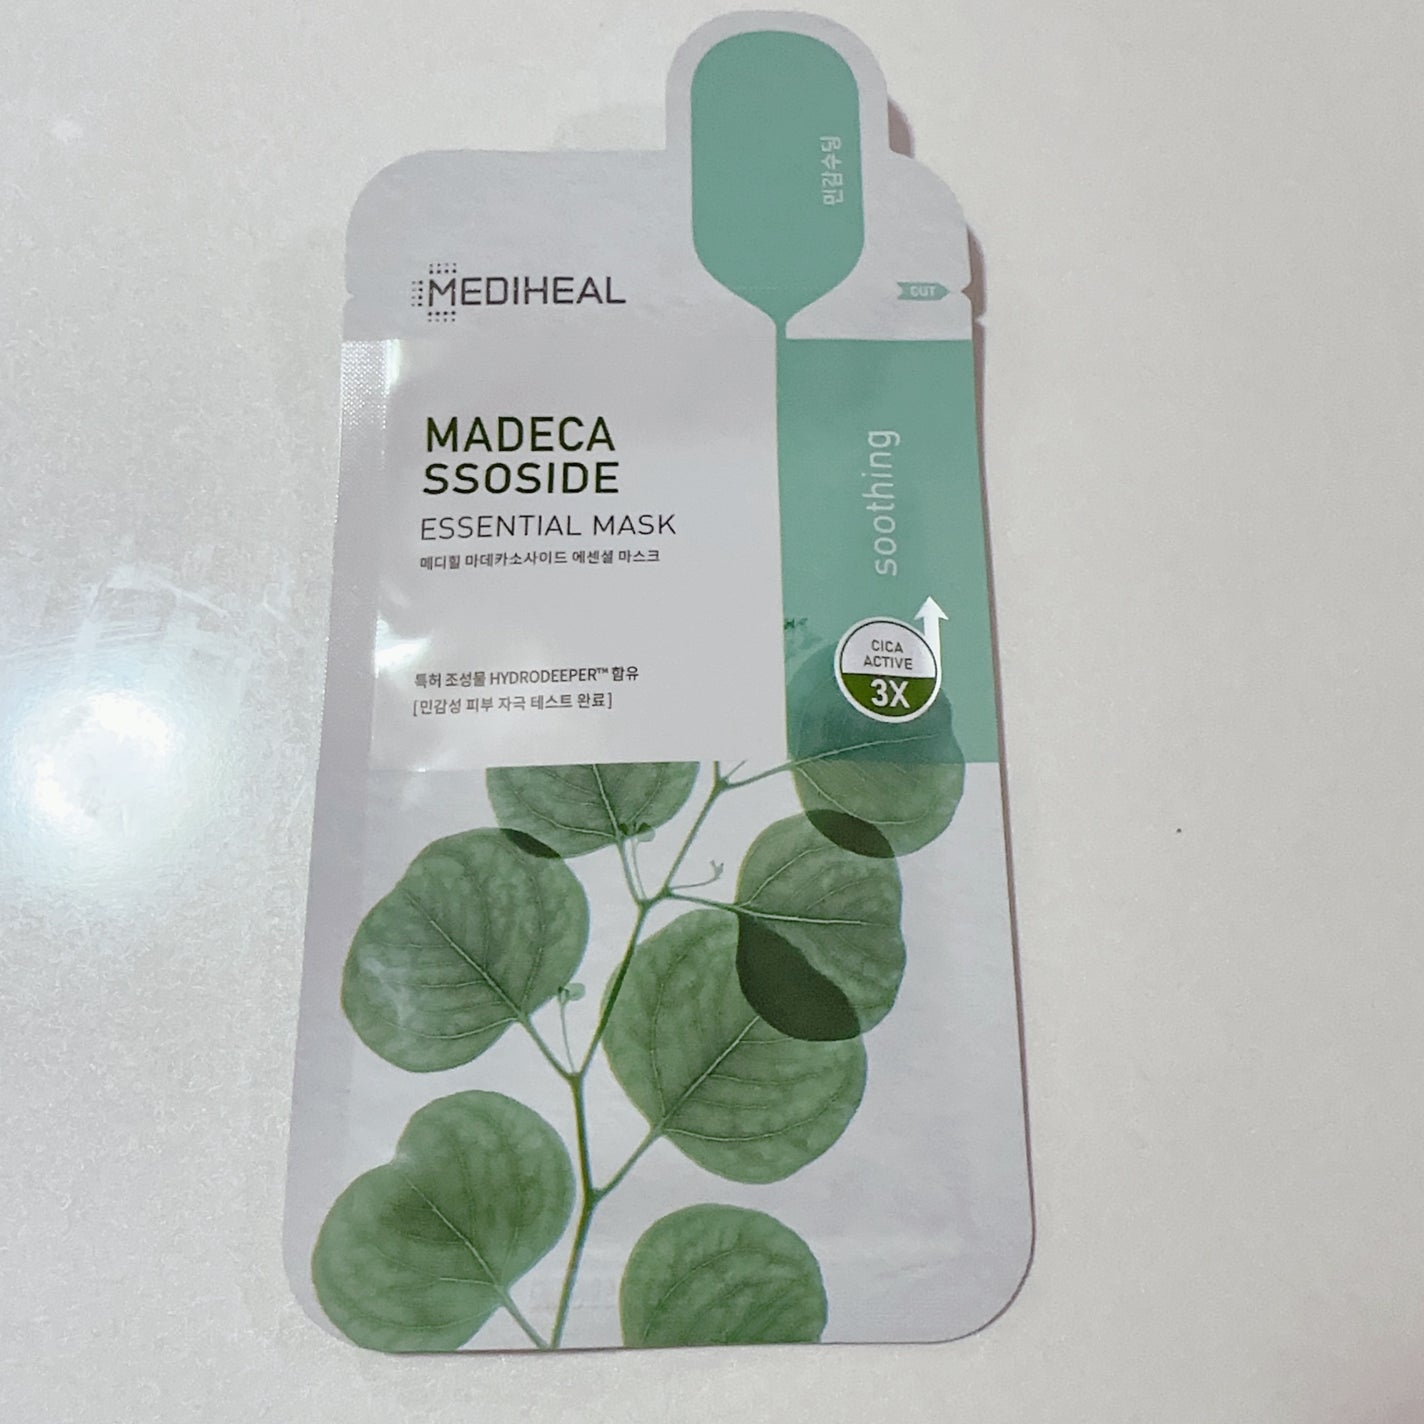 민감수딩
MEDIHEAL
CUT
MADECA
SSOSIDE
ESSENTIAL MASK
메디힐 마데카소사이드 에센셜 마스크
soothing
CICA
ACTIVE
3X
특허 조성물 HYDRODEEPER™ 함유
[민감성 피부 자극 테스트 완료]